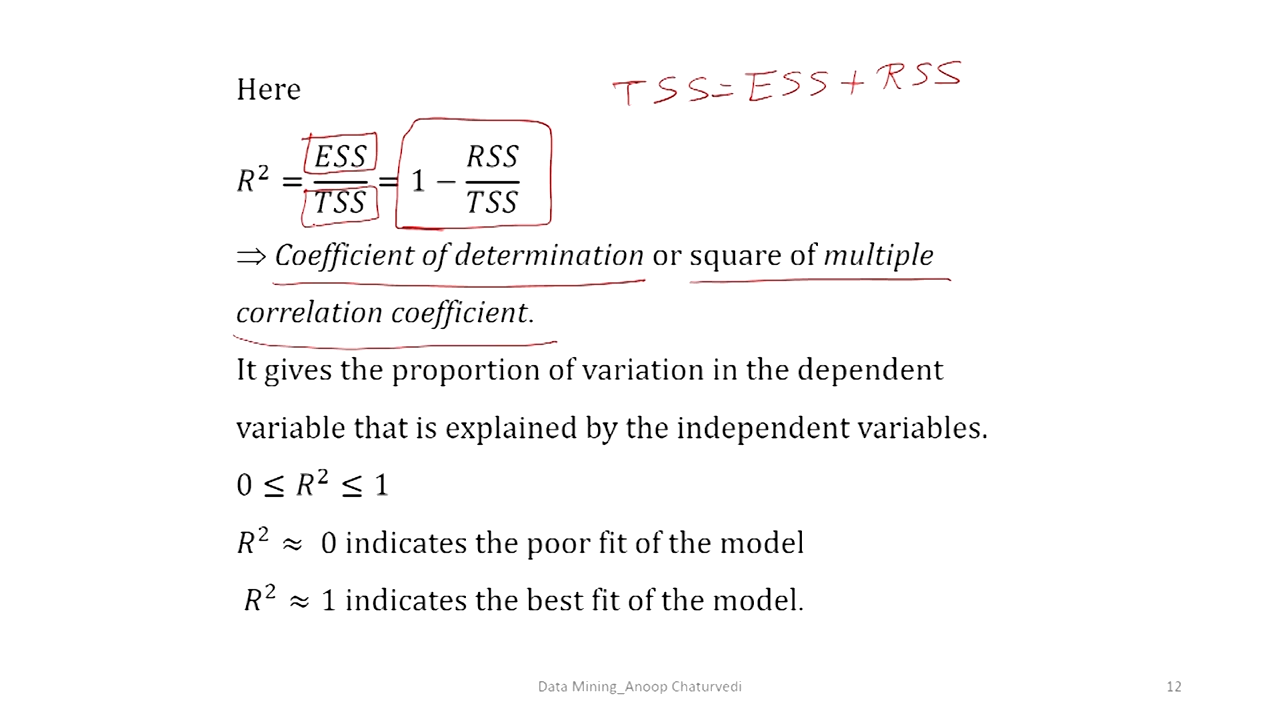 Here
TSS=ESS+RSS
R² = ESS/TSS = 1 − RSS/TSS
⇒ Coefficient of determination or square of multiple
correlation coefficient.
It gives the proportion of variation in the dependent
variable that is explained by the independent variables.
0 ≤ R² ≤ 1
R² ≈ 0 indicates the poor fit of the model
R² ≈ 1 indicates the best fit of the model.
Data Mining_Anoop Chaturvedi
12